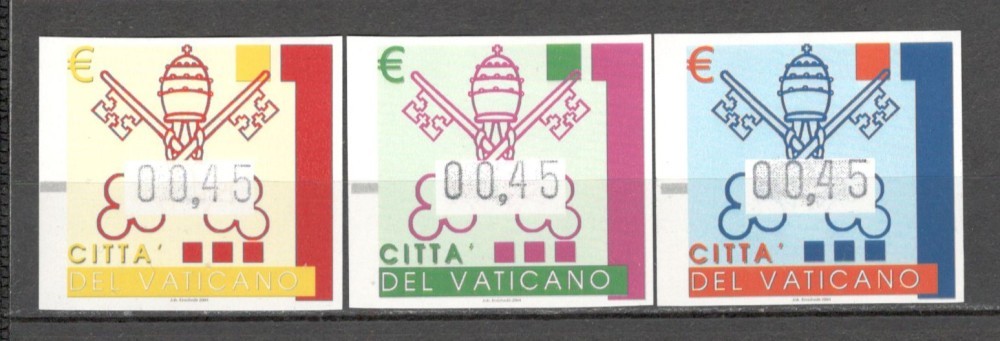 €
00,45
CITTA'
DEL VATICANO
€
00,45
CITTA'
DEL VATICANO
€
00,45
CITTA'
DEL VATICANO